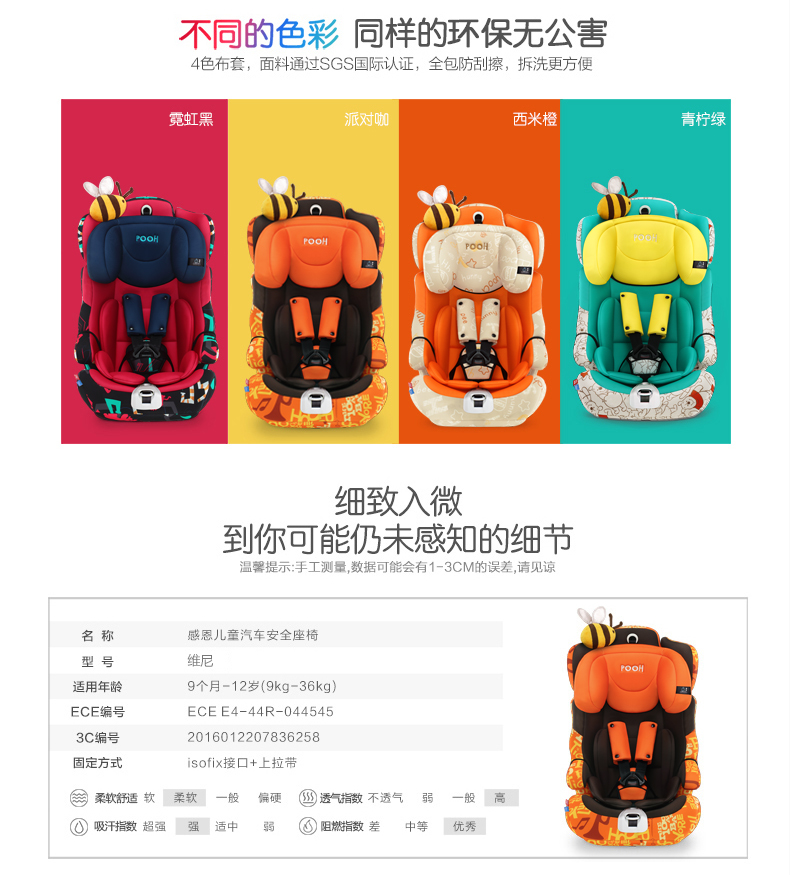 不同的色彩 同样的环保无公害
4色布套，面料通过SGS国际认证，全包防刮擦，拆洗更方便
霓虹黑 派对咖 西米橙 青柠绿
POOH POOH POOH POOH
细致入微
到你可能仍未感知的细节
温馨提示:手工测量,数据可能会有1-3CM的误差,请见谅
名 称 感恩儿童汽车安全座椅
型 号 维尼
适用年龄 9个月-12岁(9kg-36kg)
ECE编号 ECE E4-44R-044545
3C编号 2016012207836258
固定方式 isofix接口+上拉带
POOH
柔软舒适 软 柔软 一般 偏硬 透气指数 不透气 弱 一般 高
吸汗指数 超强 强 适中 弱 阻燃指数 差 中等 优秀